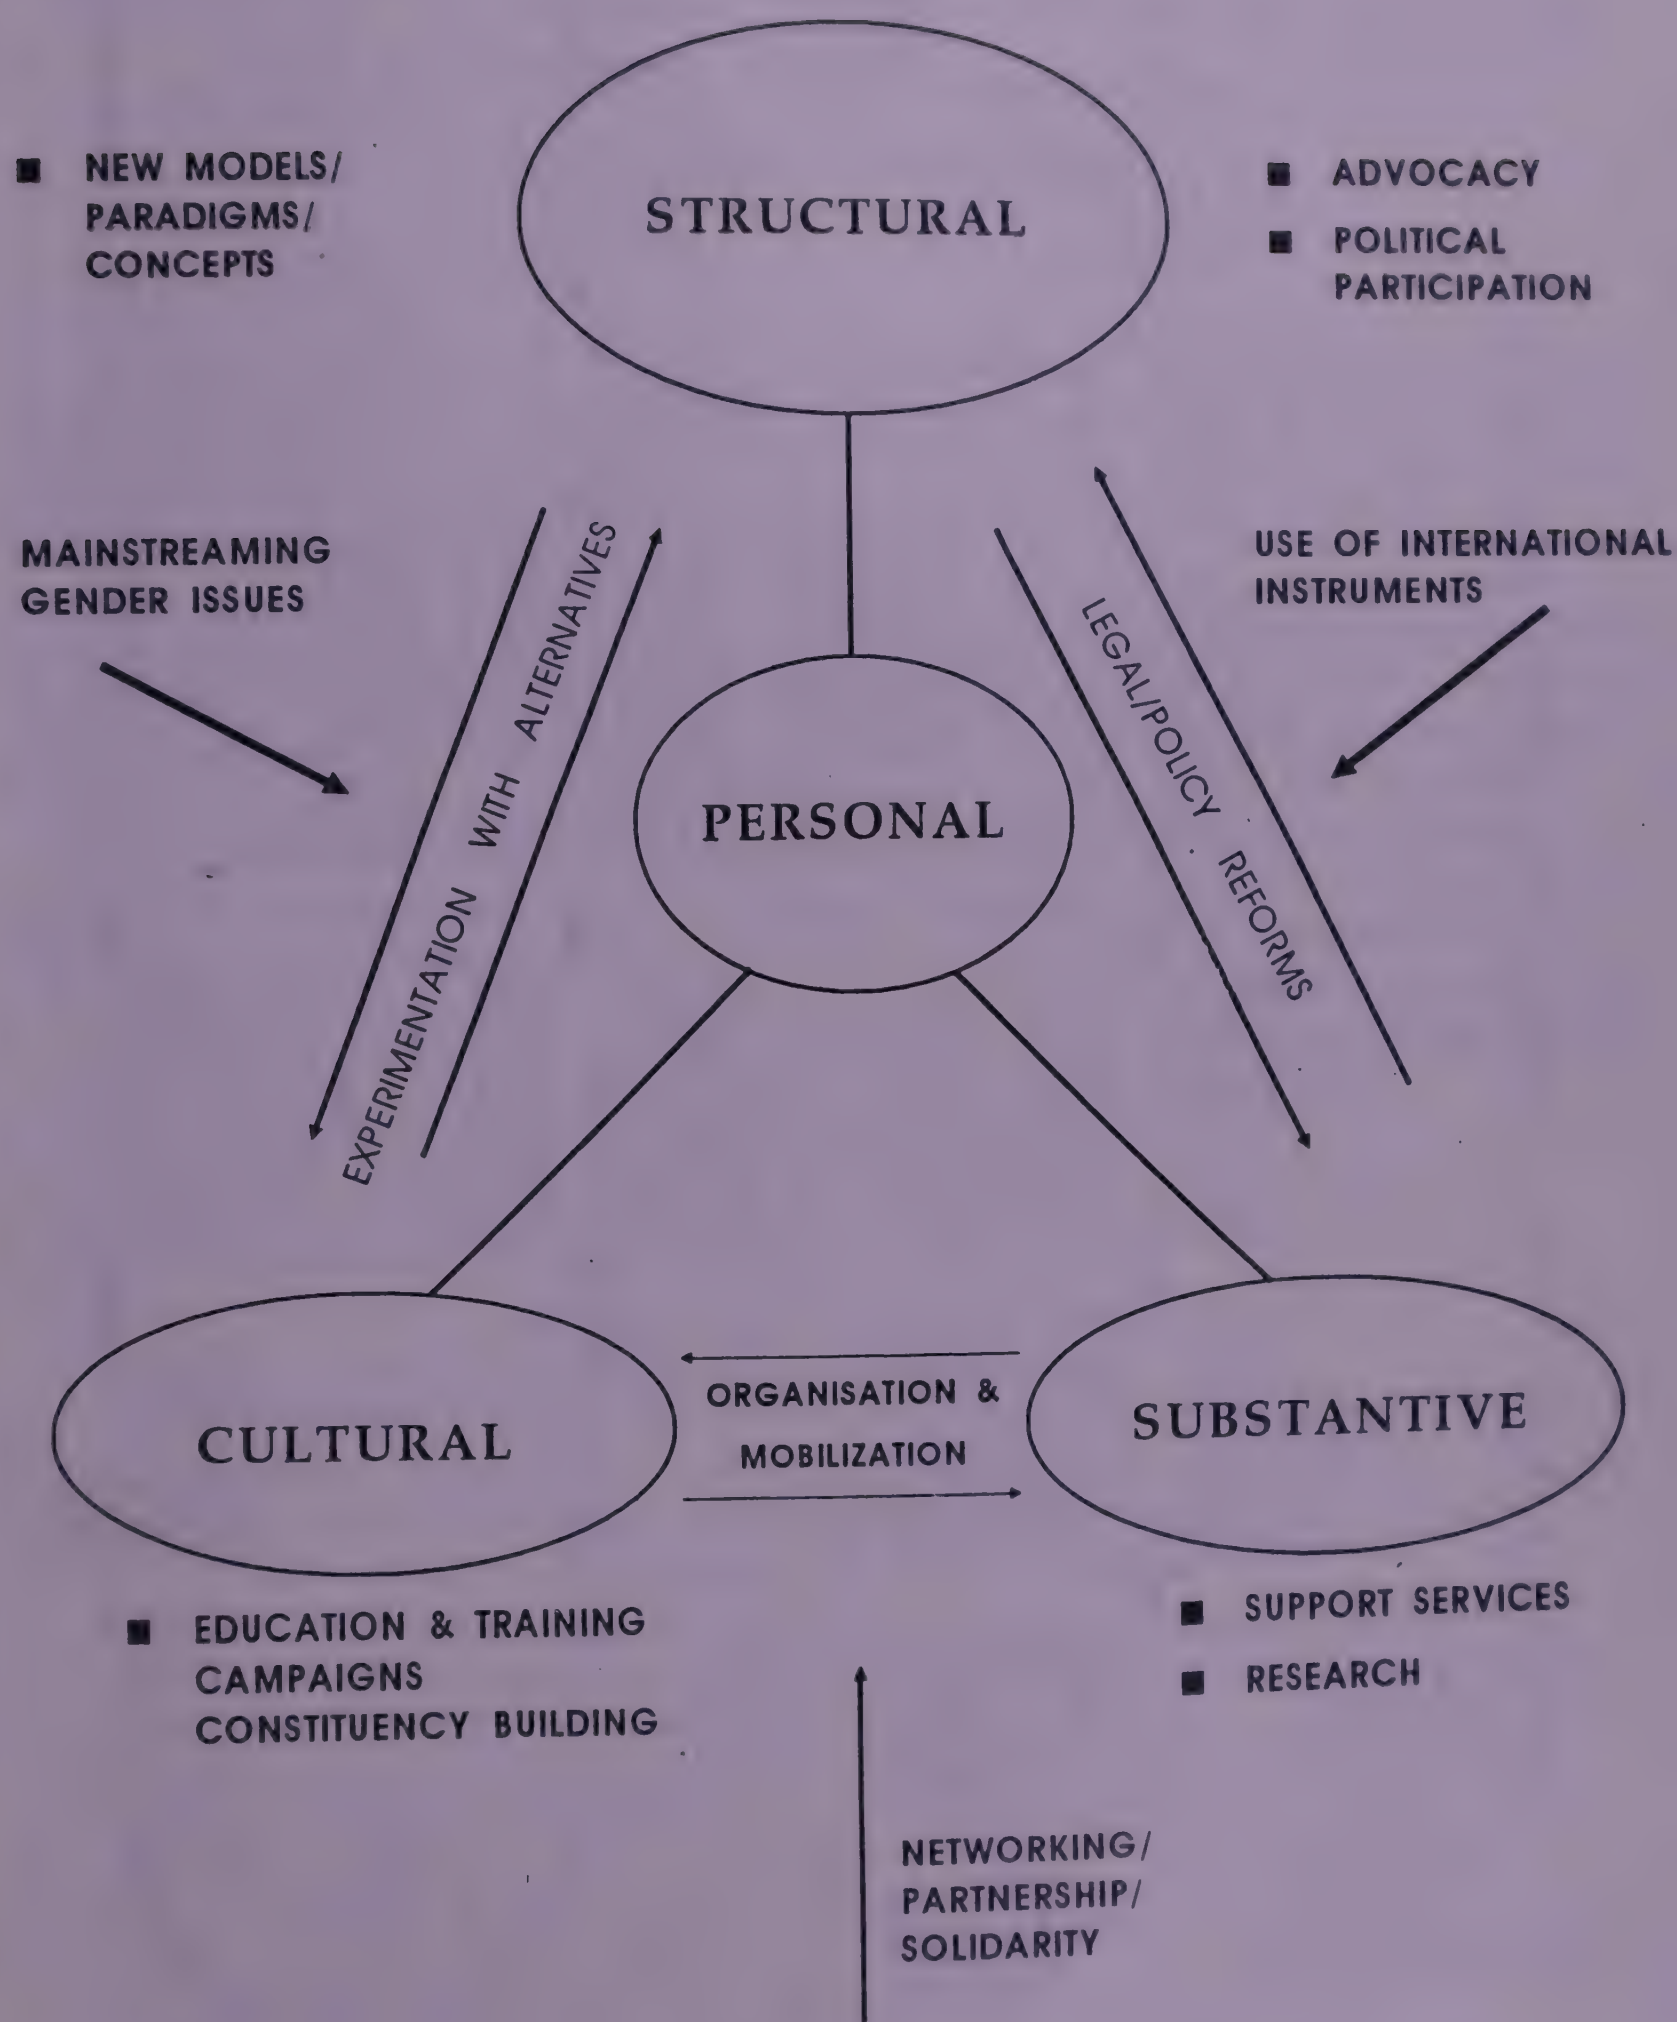 STRUCTURAL
■ NEW MODELS/
PARADIGMS/
CONCEPTS
■ ADVOCACY
■ POLITICAL
PARTICIPATION
MAINSTREAMING
GENDER ISSUES
EXPERIMENTATION WITH ALTERNATIVES
LEGAL/POLICY REFORMS
USE OF INTERNATIONAL
INSTRUMENTS
PERSONAL
CULTURAL
ORGANISATION &
MOBILIZATION
SUBSTANTIVE
■ EDUCATION & TRAINING
CAMPAIGNS
CONSTITUENCY BUILDING
■ SUPPORT SERVICES
■ RESEARCH
NETWORKING/
PARTNERSHIP/
SOLIDARITY